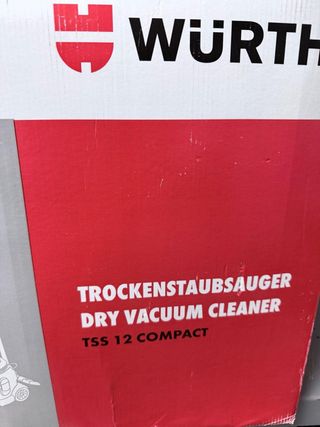 WÜRTH
TROCKENSTAUBSAUGER
DRY VACUUM CLEANER
TSS 12 COMPACT